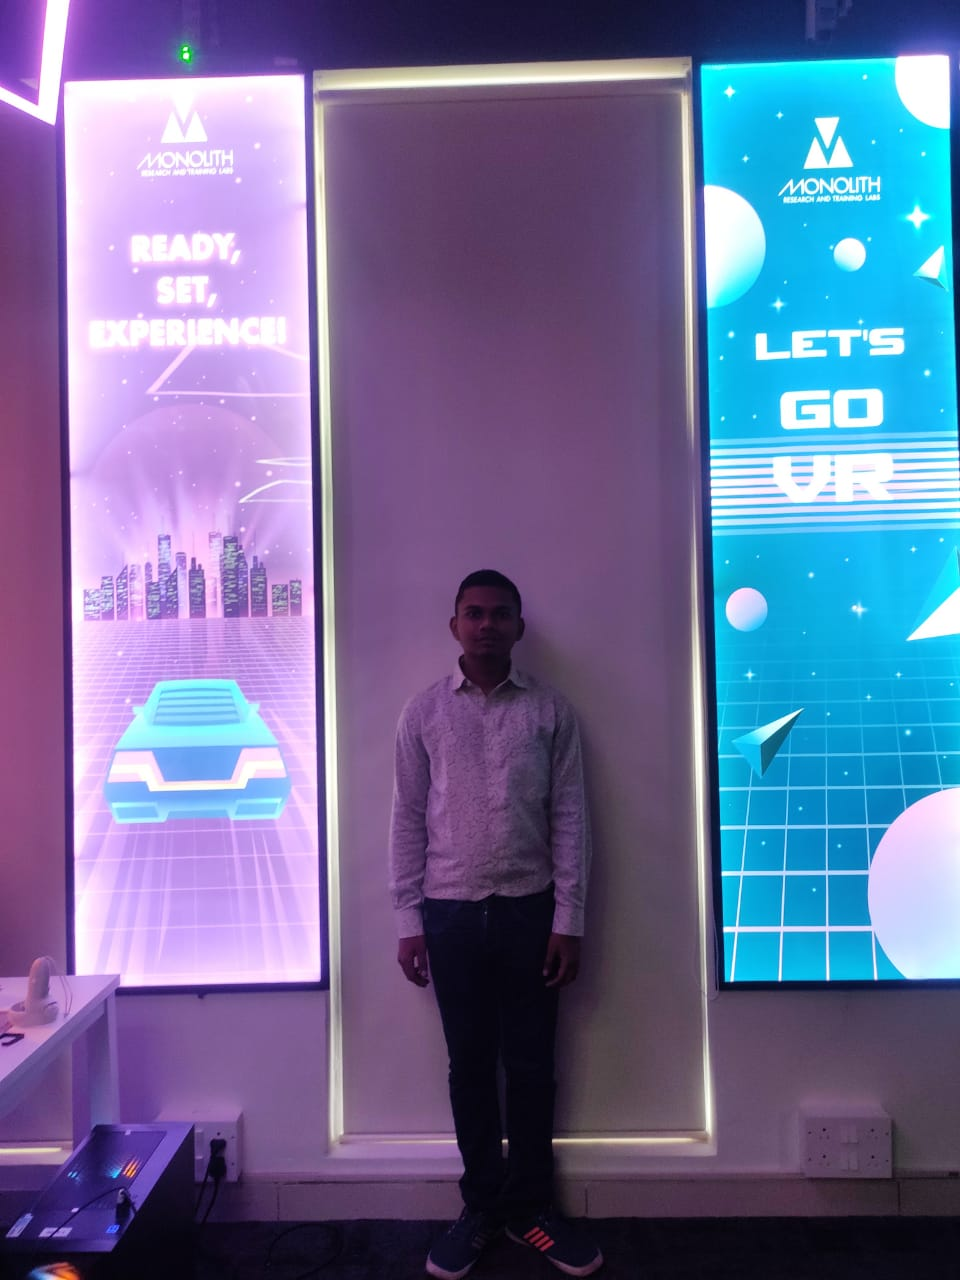 MONOLITH
RESEARCH AND TRAINING LABS
READY,
SET,
EXPERIENCE!
MONOLITH
RESEARCH AND TRAINING LABS
LET'S
GO
VR